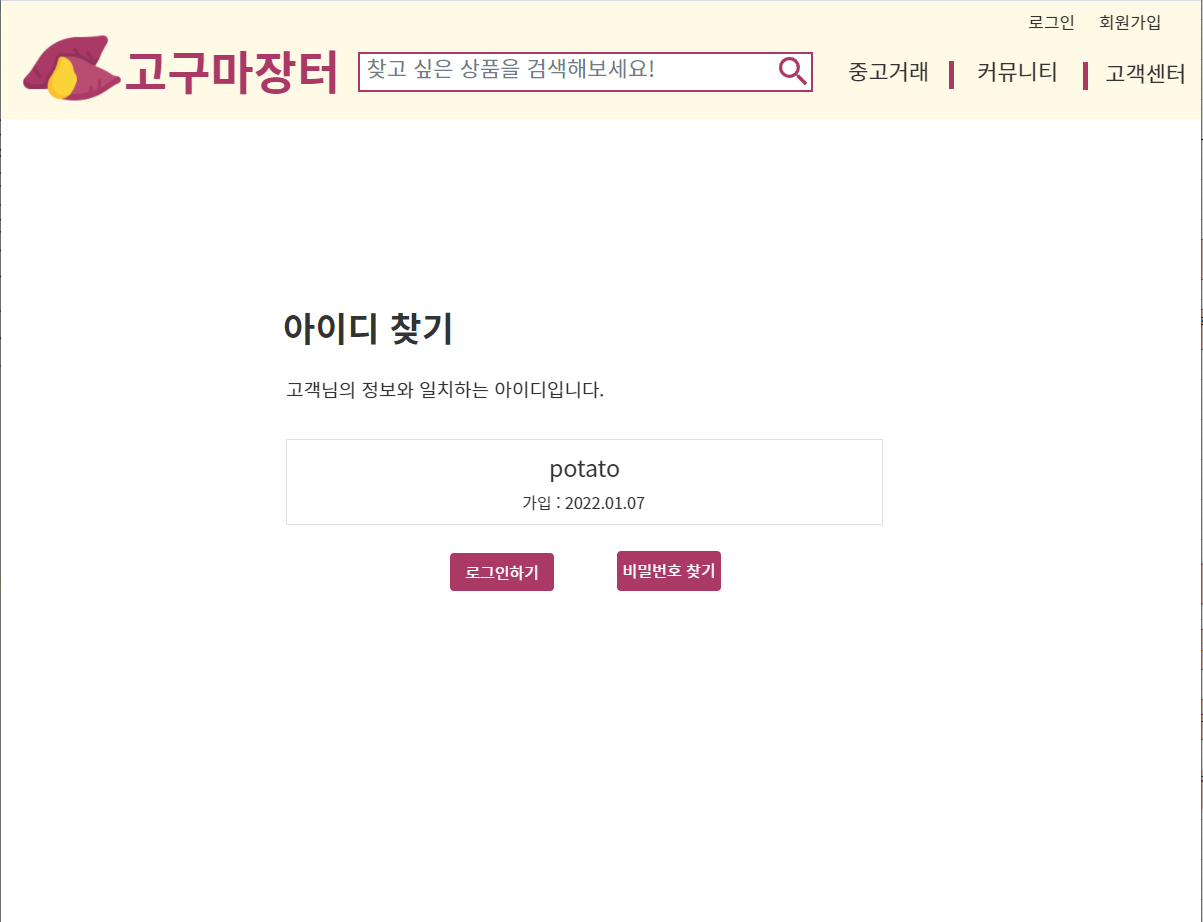 로그인 회원가입
고구마장터
찾고 싶은 상품을 검색해보세요!
중고거래 커뮤니티 고객센터
아이디 찾기
고객님의 정보와 일치하는 아이디입니다.
potato
가입 : 2022.01.07
로그인하기 비밀번호 찾기